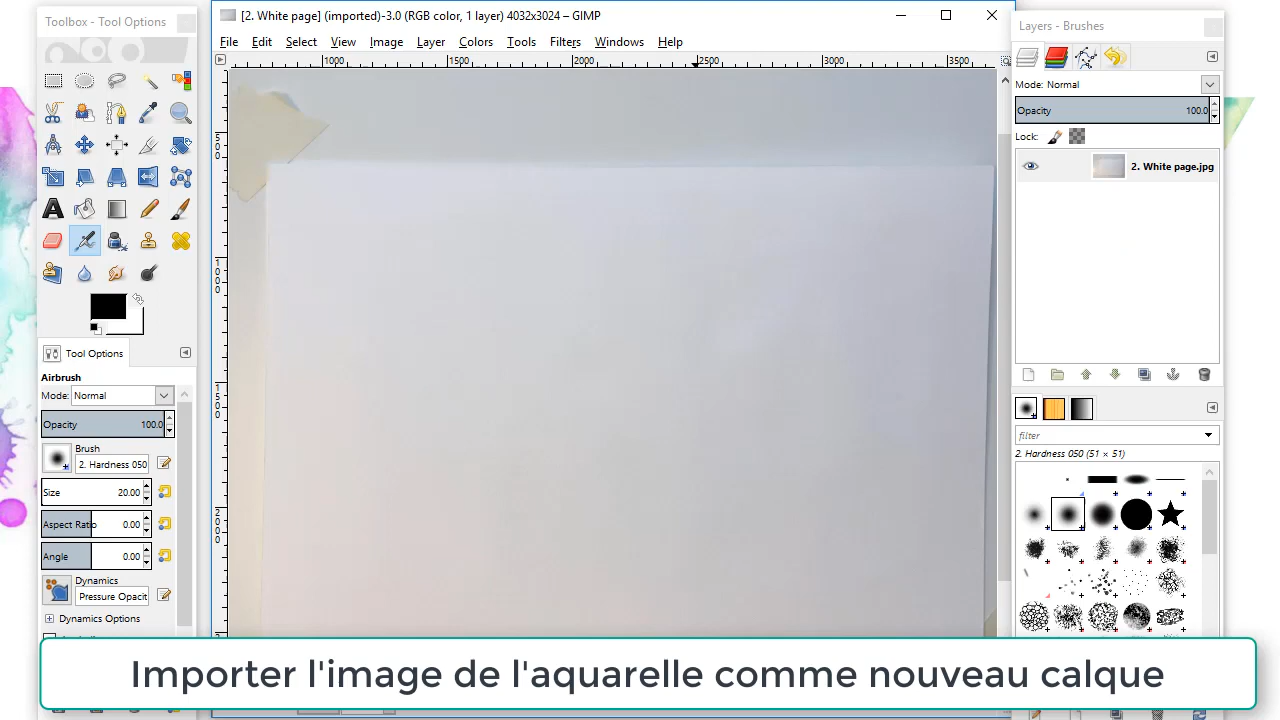 Toolbox - Tool Options
[2. White page] (imported)-3.0 (RGB color, 1 layer) 4032x3024 – GIMP
Layers - Brushes
File Edit Select View Image Layer Colors Tools Filters Windows Help
1000 1500 2000 2500 3000 3500
500
1000
1500
2000
Mode: Normal
Opacity 100.0
Lock:
2. White page.jpg
Tool Options
Airbrush
Mode: Normal
Opacity 100.0
Brush
2. Hardness 050
Size 20.00
Aspect Ratio 0.00
Angle 0.00
Dynamics
Pressure Opacit
Dynamics Options
filter
2. Hardness 050 (51 × 51)
Importer l'image de l'aquarelle comme nouveau calque